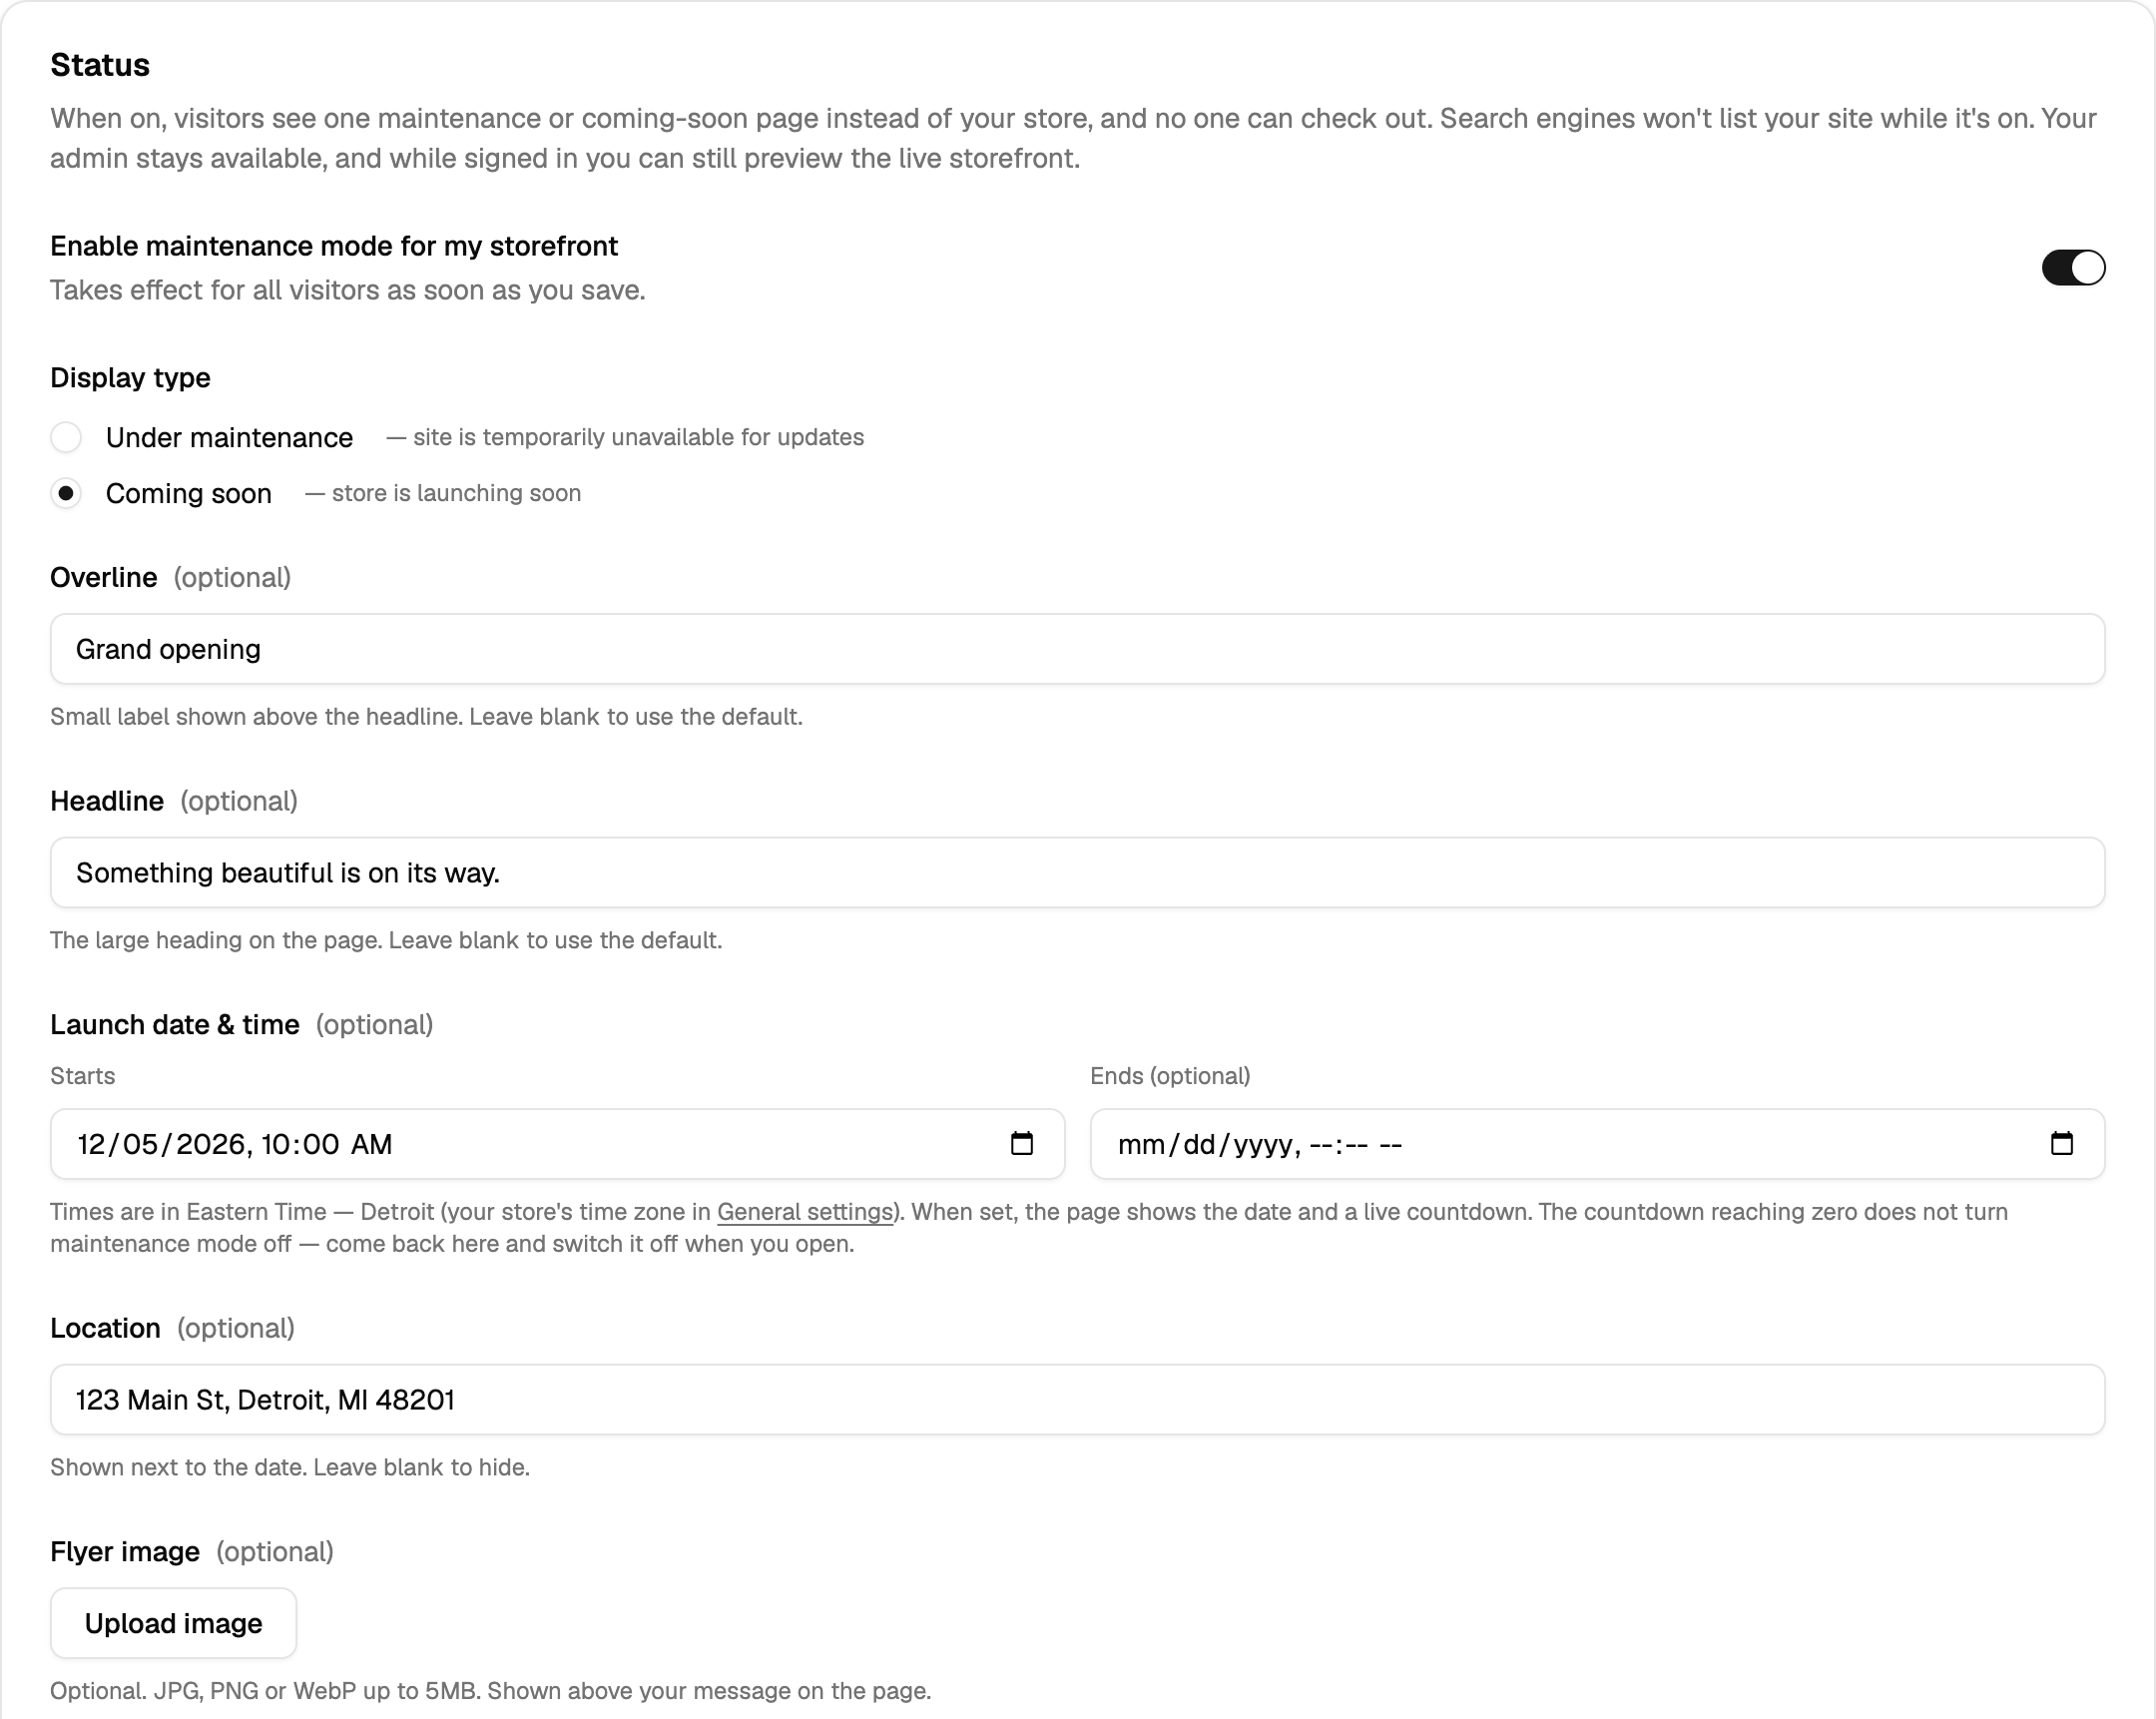 Status
When on, visitors see one maintenance or coming-soon page instead of your store, and no one can check out. Search engines won't list your site while it's on. Your
admin stays available, and while signed in you can still preview the live storefront.
Enable maintenance mode for my storefront
Takes effect for all visitors as soon as you save.
Display type
Under maintenance — site is temporarily unavailable for updates
Coming soon — store is launching soon
Overline (optional)
Grand opening
Small label shown above the headline. Leave blank to use the default.
Headline (optional)
Something beautiful is on its way.
The large heading on the page. Leave blank to use the default.
Launch date & time (optional)
Starts Ends (optional)
12/05/2026, 10:00 AM mm/dd/yyyy, --:-- --
Times are in Eastern Time — Detroit (your store's time zone in General settings). When set, the page shows the date and a live countdown. The countdown reaching zero does not turn
maintenance mode off — come back here and switch it off when you open.
Location (optional)
123 Main St, Detroit, MI 48201
Shown next to the date. Leave blank to hide.
Flyer image (optional)
Upload image
Optional. JPG, PNG or WebP up to 5MB. Shown above your message on the page.